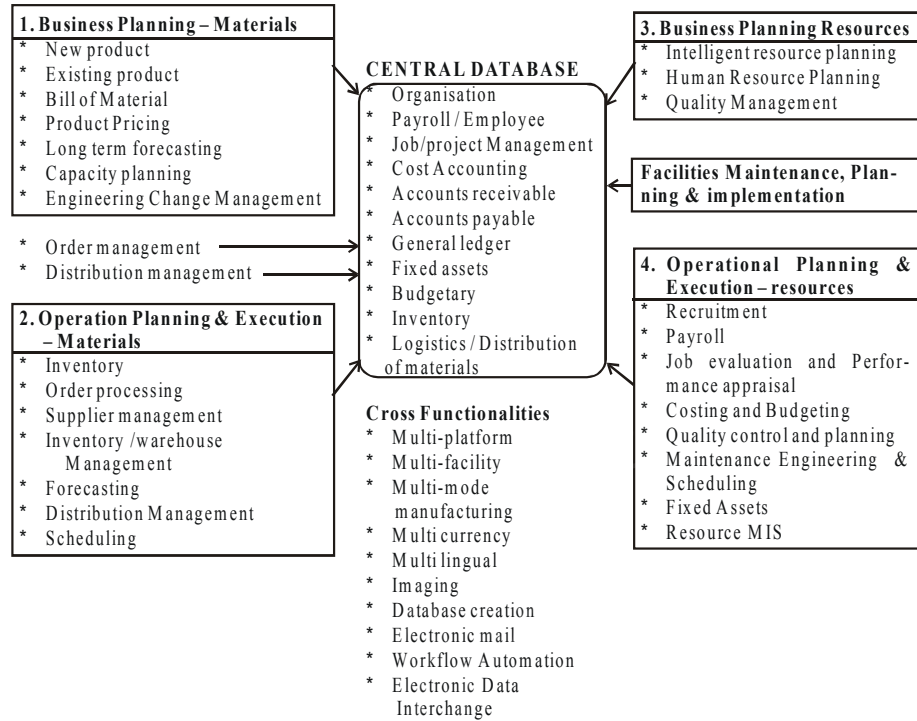 1. Business Planning – Materials
* New product
* Existing product
* Bill of Material
* Product Pricing
* Long term forecasting
* Capacity planning
* Engineering Change Management
* Order management
* Distribution management
2. Operation Planning & Execution
– Materials
* Inventory
* Order processing
* Supplier management
* Inventory /warehouse
Management
* Forecasting
* Distribution Management
* Scheduling
CENTRAL DATABASE
* Organisation
* Payroll / Employee
* Job/project Management
* Cost Accounting
* Accounts receivable
* Accounts payable
* General ledger
* Fixed assets
* Budgetary
* Inventory
* Logistics / Distribution
of materials
Cross Functionalities
* Multi-platform
* Multi-facility
* Multi-mode
manufacturing
* Multi currency
* Multi lingual
* Imaging
* Database creation
* Electronic mail
* Workflow Automation
* Electronic Data
Interchange
3. Business Planning Resources
* Intelligent resource planning
* Human Resource Planning
* Quality Management
Facilities Maintenance, Plan-
ning & implementation
4. Operational Planning &
Execution – resources
* Recruitment
* Payroll
* Job evaluation and Perfor-
mance appraisal
* Costing and Budgeting
* Quality control and planning
* Maintenance Engineering &
Scheduling
* Fixed Assets
* Resource MIS